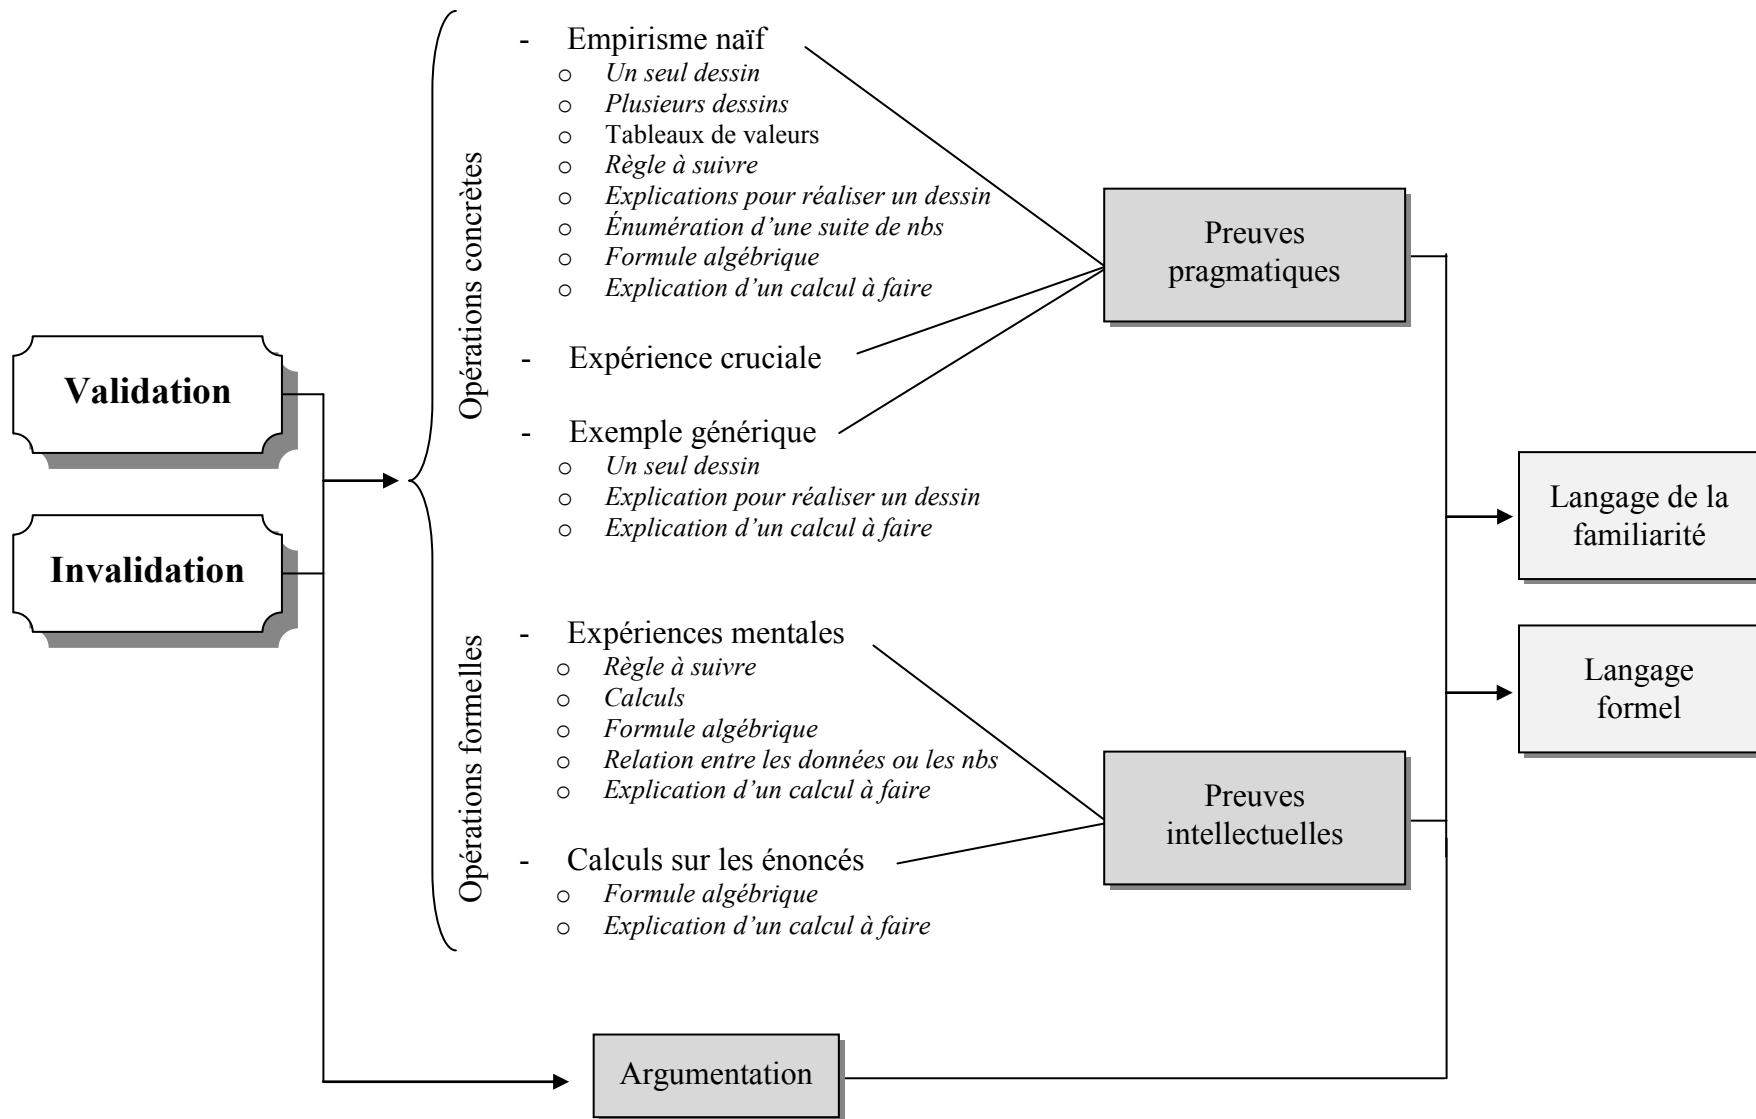 Validation
Invalidation
Opérations concrètes
- Empirisme naïf
o Un seul dessin
o Plusieurs dessins
o Tableaux de valeurs
o Règle à suivre
o Explications pour réaliser un dessin
o Énumération d’une suite de nbs
o Formule algébrique
o Explication d’un calcul à faire
- Expérience cruciale
- Exemple générique
o Un seul dessin
o Explication pour réaliser un dessin
o Explication d’un calcul à faire
Opérations formelles
- Expériences mentales
o Règle à suivre
o Calculs
o Formule algébrique
o Relation entre les données ou les nbs
o Explication d’un calcul à faire
- Calculs sur les énoncés
o Formule algébrique
o Explication d’un calcul à faire
Argumentation
Preuves
pragmatiques
Preuves
intellectuelles
Langage de la
familiarité
Langage
formel